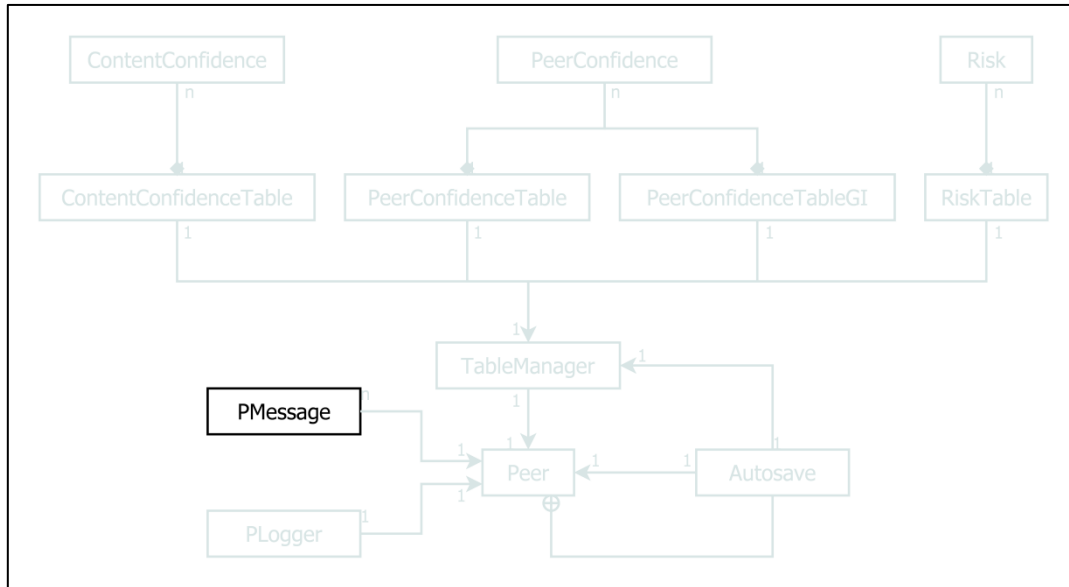 ContentConfidence PeerConfidence Risk
n n n
ContentConfidenceTable PeerConfidenceTable PeerConfidenceTableGI RiskTable
1 1 1 1
1
TableManager 1
1
PMessage n
1 1 1 1 1
Peer Autosave
1
PLogger 1